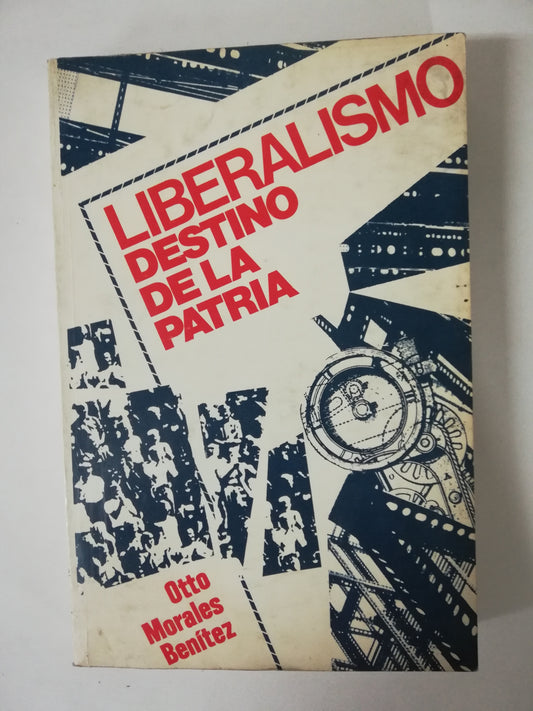 LIBERALISMO
DESTINO
DE LA
PATRIA
Otto
Morales
Benítez